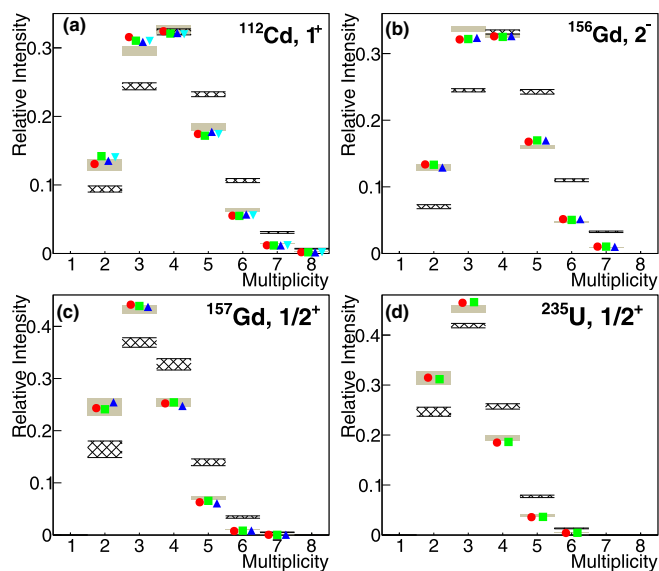 (a) ¹¹²Cd, 1⁺
Relative Intensity
0.3
0.2
0.1
0
1 2 3 4 5 6 7 8
Multiplicity
(b) ¹⁵⁶Gd, 2⁻
Relative Intensity
0.3
0.2
0.1
0
1 2 3 4 5 6 7 8
Multiplicity
(c) ¹⁵⁷Gd, 1/2⁺
Relative Intensity
0.4
0.3
0.2
0.1
0
1 2 3 4 5 6 7 8
Multiplicity
(d) ²³⁵U, 1/2⁺
Relative Intensity
0.4
0.3
0.2
0.1
0
1 2 3 4 5 6 7 8
Multiplicity